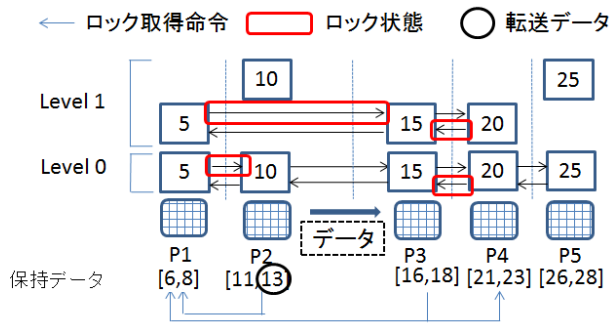 ロック取得命令 ロック状態 転送データ
10 25
Level 1
5 15 20
Level 0
5 10 15 20 25
データ
P1 P2 P3 P4 P5
保持データ [6,8] [11,13] [16,18] [21,23] [26,28]